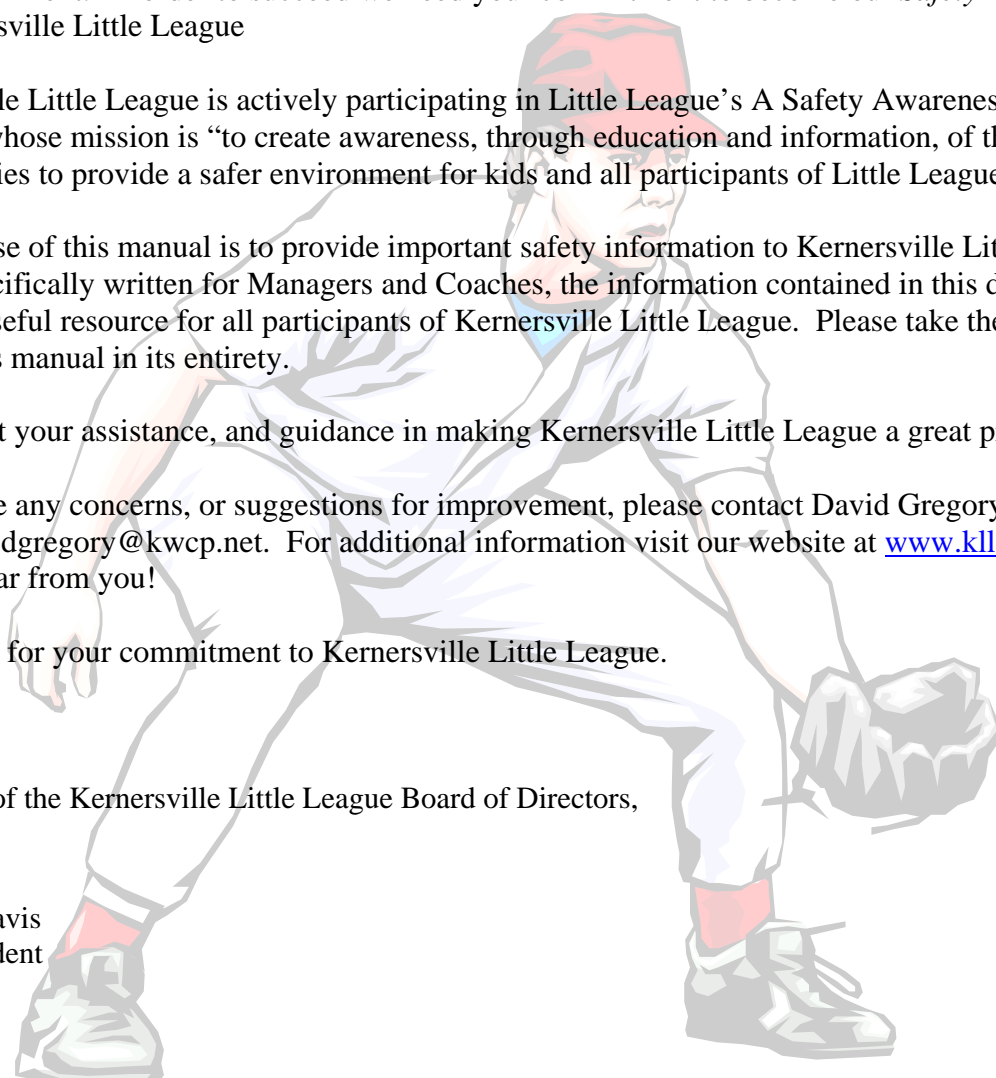 sville Little League
le Little League is actively participating in Little League’s A Safety Awareness
whose mission is “to create awareness, through education and information, of th
ies to provide a safer environment for kids and all participants of Little League
se of this manual is to provide important safety information to Kernersville Lit
cifically written for Managers and Coaches, the information contained in this d
seful resource for all participants of Kernersville Little League.  Please take the
s manual in its entirety.
t your assistance, and guidance in making Kernersville Little League a great p
e any concerns, or suggestions for improvement, please contact David Gregory
dgregory@kwcp.net.  For additional information visit our website at www.kll
ar from you!
for your commitment to Kernersville Little League.
of the Kernersville Little League Board of Directors,
avis
dent